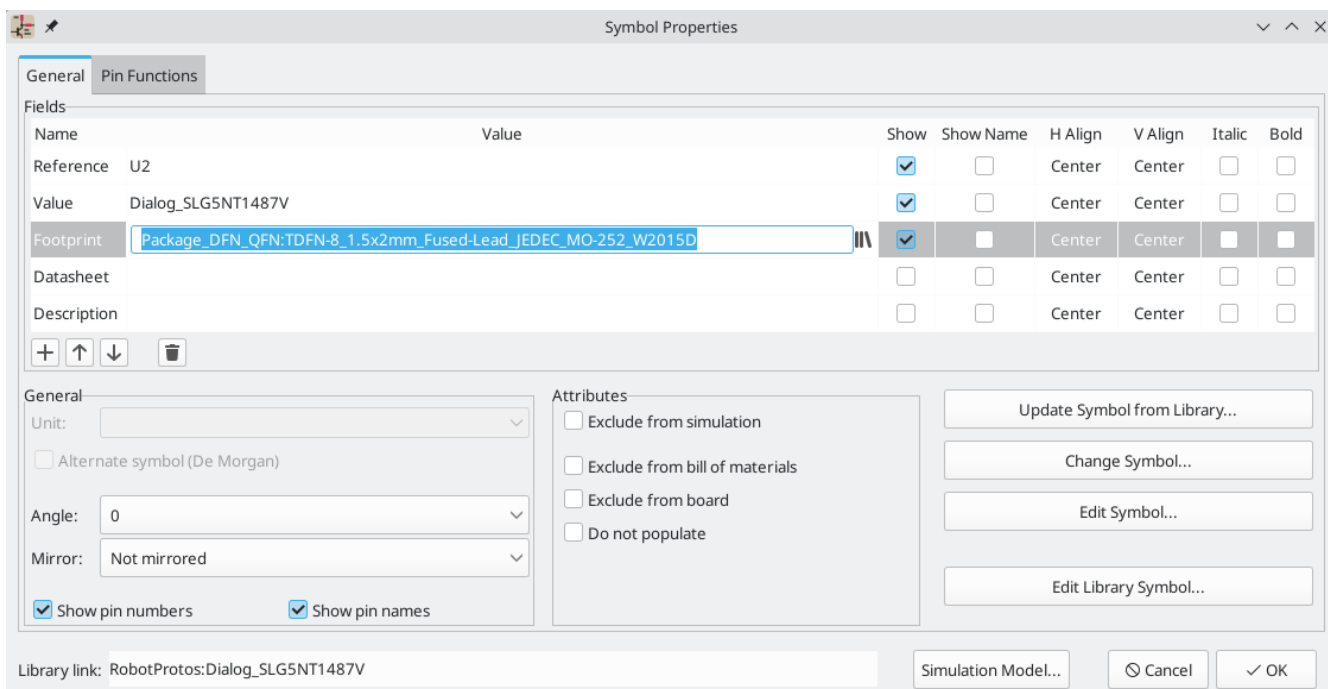 Symbol Properties
General Pin Functions
Fields
Name Value Show Show Name H Align V Align Italic Bold
Reference U2 Center Center
Value Dialog_SLG5NT1487V Center Center
Footprint Package_DFN_QFN:TDFN-8_1.5x2mm_Fused-Lead_JEDEC_MO-252_W2015D Center Center
Datasheet Center Center
Description Center Center
General
Unit:
Alternate symbol (De Morgan)
Angle: 0
Mirror: Not mirrored
Show pin numbers Show pin names
Attributes
Exclude from simulation
Exclude from bill of materials
Exclude from board
Do not populate
Update Symbol from Library...
Change Symbol...
Edit Symbol...
Edit Library Symbol...
Library link: RobotProtos:Dialog_SLG5NT1487V Simulation Model... Cancel OK